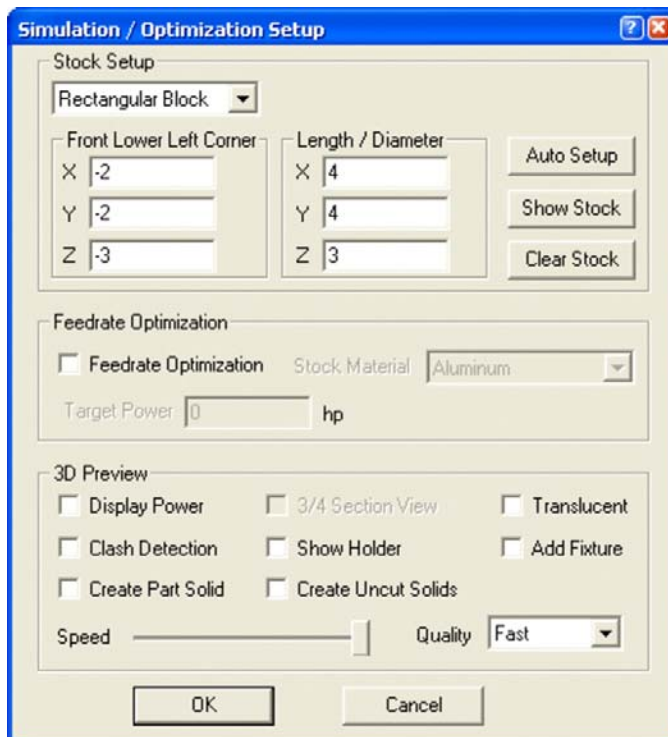 Simulation / Optimization Setup
Stock Setup
Rectangular Block
Front Lower Left Corner
Length / Diameter
X -2
X 4
Auto Setup
Y -2
Y 4
Show Stock
Z -3
Z 3
Clear Stock
Feedrate Optimization
Feedrate Optimization Stock Material Aluminum
Target Power 0 hp
3D Preview
Display Power 3/4 Section View Translucent
Clash Detection Show Holder Add Fixture
Create Part Solid Create Uncut Solids
Speed Quality Fast
OK Cancel